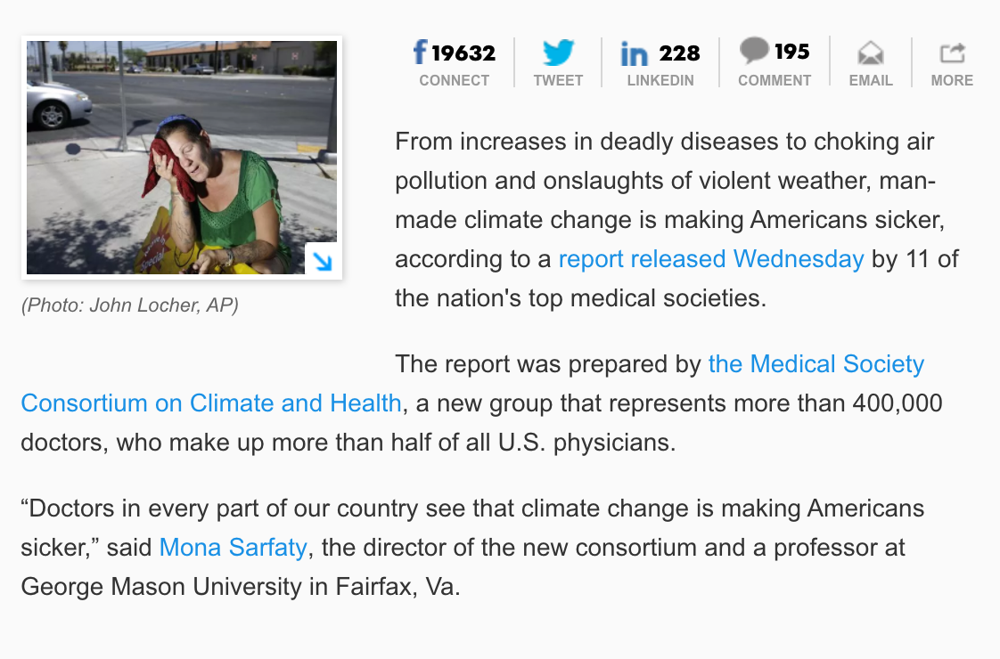 f 19632
CONNECT
TWEET
in 228
LINKEDIN
195
COMMENT
EMAIL
MORE
Special
(Photo: John Locher, AP)
From increases in deadly diseases to choking air
pollution and onslaughts of violent weather, man-
made climate change is making Americans sicker,
according to a report released Wednesday by 11 of
the nation's top medical societies.
The report was prepared by the Medical Society
Consortium on Climate and Health, a new group that represents more than 400,000
doctors, who make up more than half of all U.S. physicians.
“Doctors in every part of our country see that climate change is making Americans
sicker,” said Mona Sarfaty, the director of the new consortium and a professor at
George Mason University in Fairfax, Va.